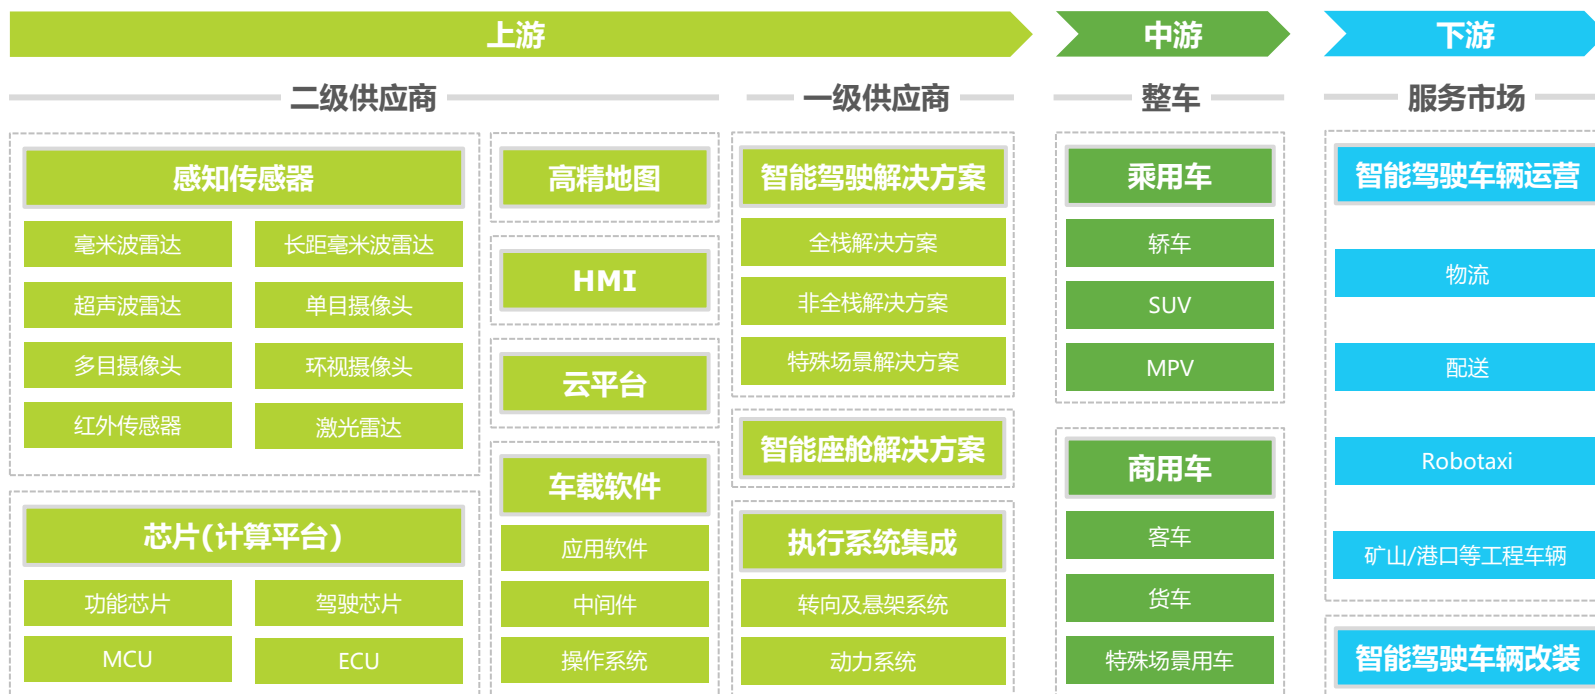 上游
中游
下游
二级供应商
一级供应商
整车
服务市场
感知传感器
毫米波雷达
长距毫米波雷达
超声波雷达
单目摄像头
多目摄像头
环视摄像头
红外传感器
激光雷达
芯片(计算平台)
功能芯片
驾驶芯片
MCU
ECU
高精地图
HMI
云平台
车载软件
应用软件
中间件
操作系统
智能驾驶解决方案
全栈解决方案
非全栈解决方案
特殊场景解决方案
智能座舱解决方案
执行系统集成
转向及悬架系统
动力系统
乘用车
轿车
SUV
MPV
商用车
客车
货车
特殊场景用车
智能驾驶车辆运营
物流
配送
Robotaxi
矿山/港口等工程车辆
智能驾驶车辆改装